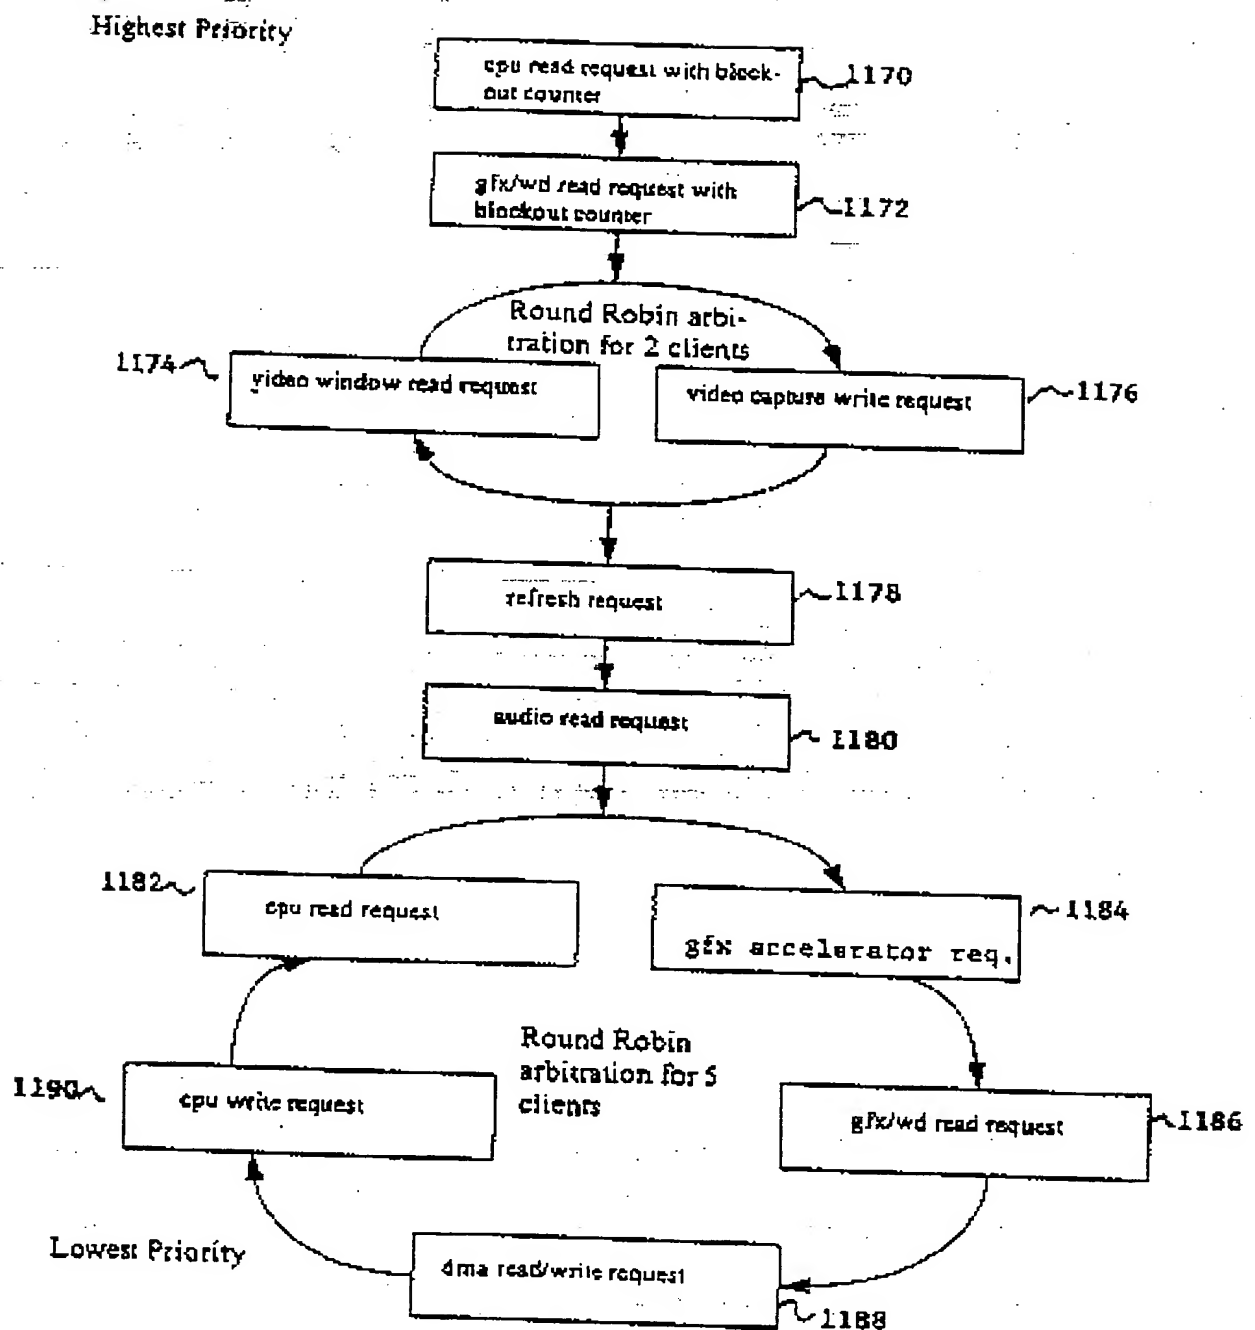 Highest Priority
cpu read request with block-
out counter
1170
gfx/wd read request with
blockout counter
1172
Round Robin arbi-
tration for 2 clients
1174
video window read request
video capture write request
1176
refresh request
1178
audio read request
1180
1182
cpu read request
gfx accelerator req.
1184
Round Robin
arbitration for 5
clients
1190
cpu write request
gfx/wd read request
1186
Lowest Priority
dma read/write request
1188